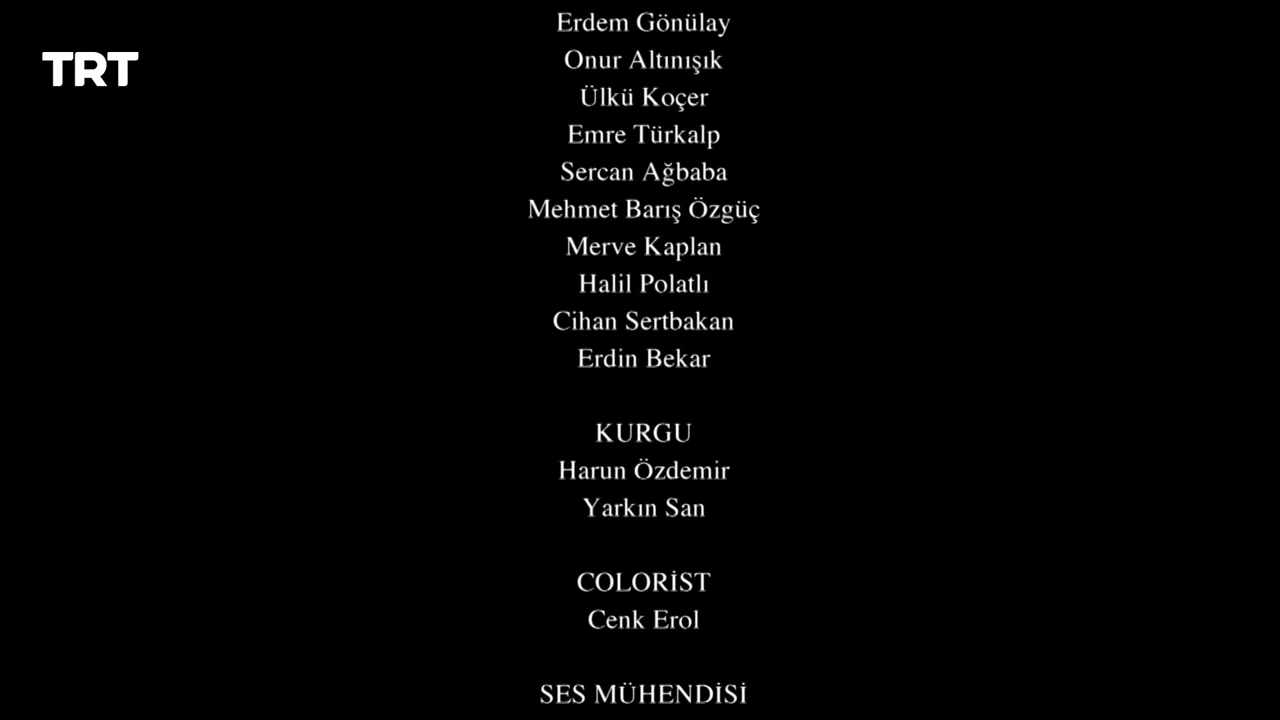 Erdem Gönülay
TRT
Onur Altınışık
Ülkü Koçer
Emre Türkalp
Sercan Ağbaba
Mehmet Barış Özgüç
Merve Kaplan
Halil Polatlı
Cihan Sertbakan
Erdin Bekar
KURGU
Harun Özdemir
Yarkın San
COLORİST
Cenk Erol
SES MÜHENDİSİ